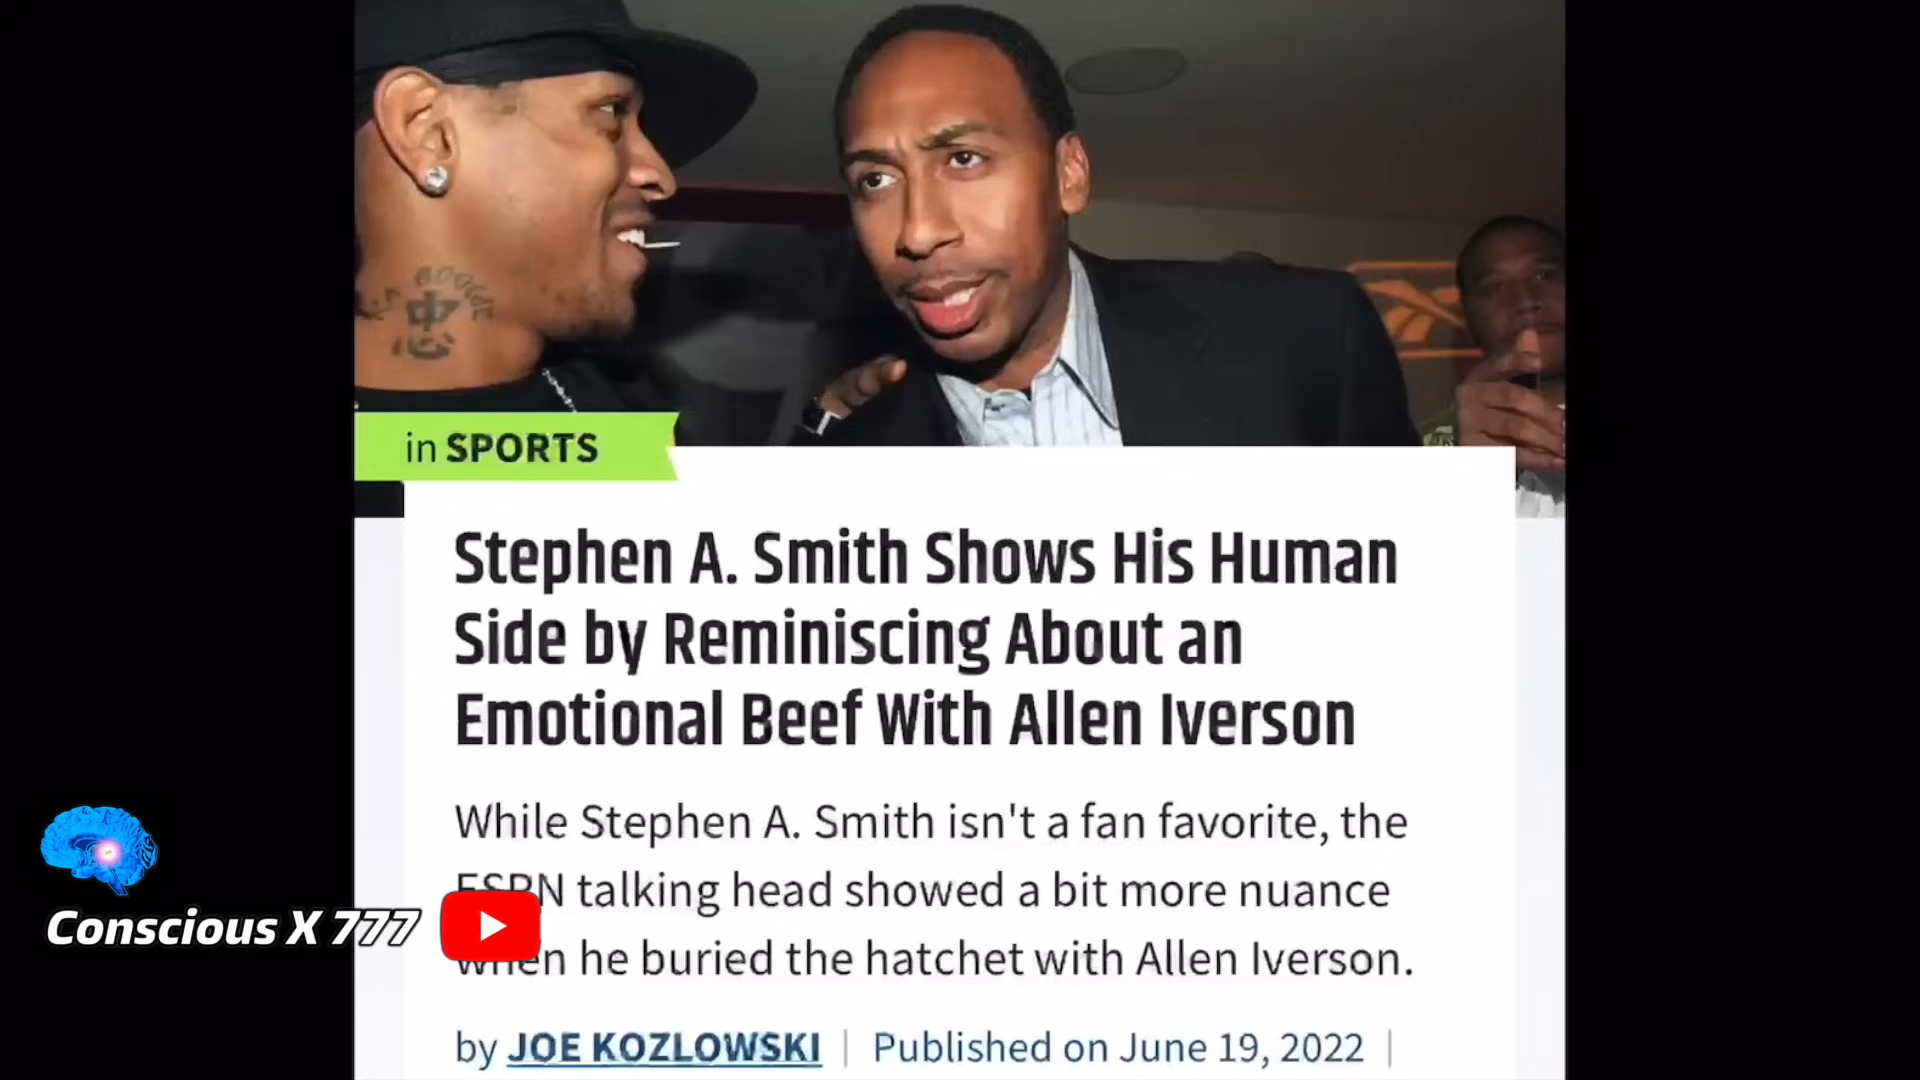 in SPORTS
Stephen A. Smith Shows His Human
Side by Reminiscing About an
Emotional Beef With Allen Iverson
While Stephen A. Smith isn't a fan favorite, the
ESPN talking head showed a bit more nuance
when he buried the hatchet with Allen Iverson.
by JOE KOZLOWSKI | Published on June 19, 2022 |
Conscious X 777